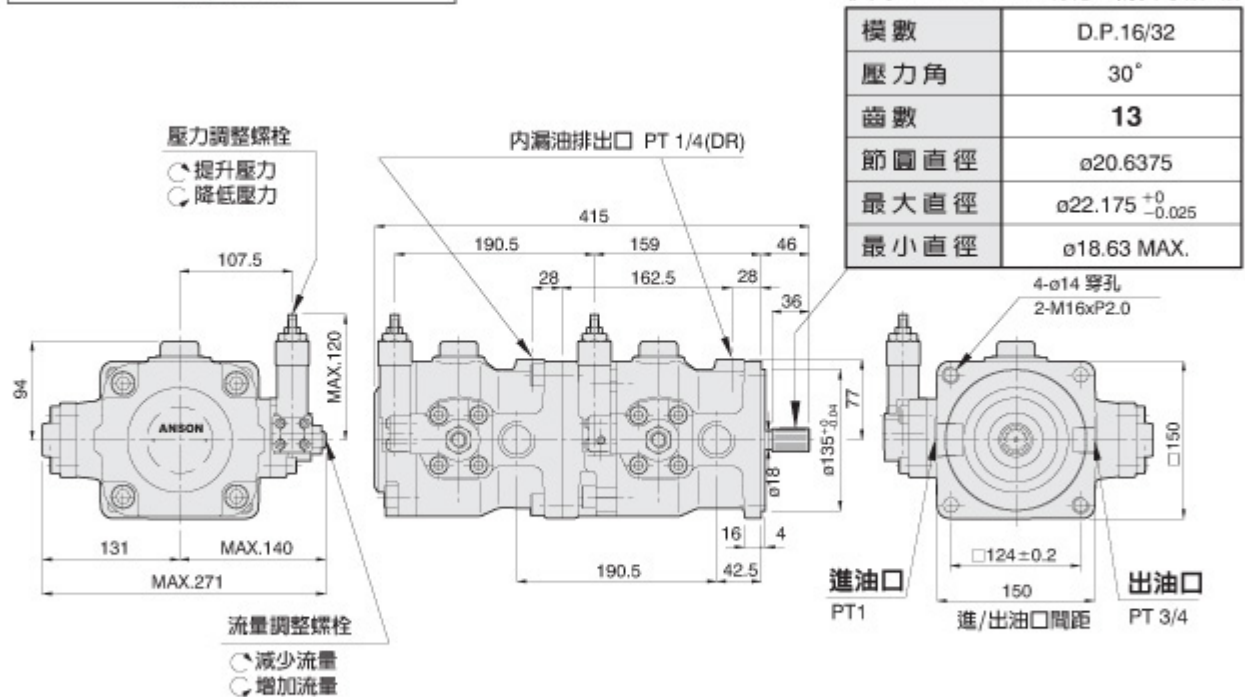 模數 D.P.16/32
壓力角 30°
齒數 13
節圓直徑 ø20.6375
最大直徑 ø22.175 +0 -0.025
最小直徑 ø18.63 MAX.
壓力調整螺栓
提升壓力
降低壓力
107.5
94
MAX.120
ANSON
131
MAX.140
MAX.271
流量調整螺栓
減少流量
增加流量
内漏油排出口 PT 1/4(DR)
415
190.5
159
46
28
162.5
28
36
77
ø135 +0 -0.04
ø18
16
4
190.5
42.5
4-ø14 穿孔
2-M16xP2.0
□150
□124±0.2
150
進油口
PT1
進/出油口間距
出油口
PT 3/4